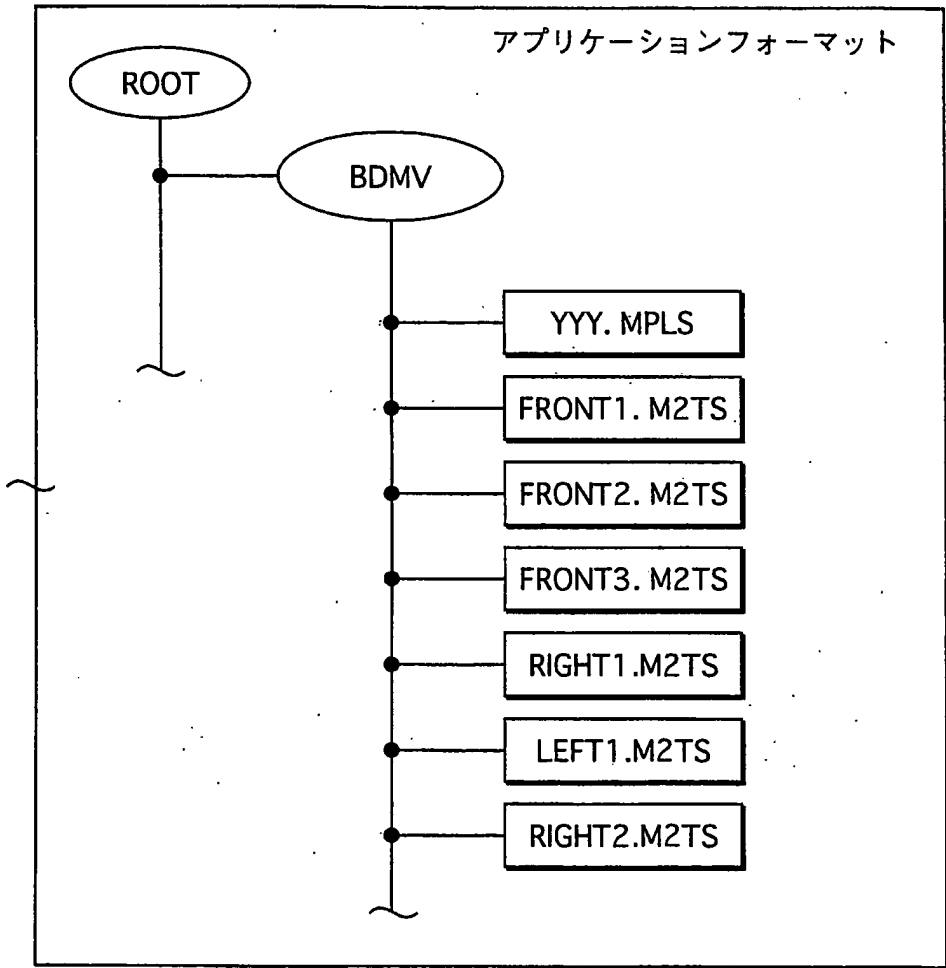 アプリケーションフォーマット
ROOT
BDMV
YYY. MPLS
FRONT1. M2TS
FRONT2. M2TS
FRONT3. M2TS
RIGHT1.M2TS
LEFT1.M2TS
RIGHT2.M2TS